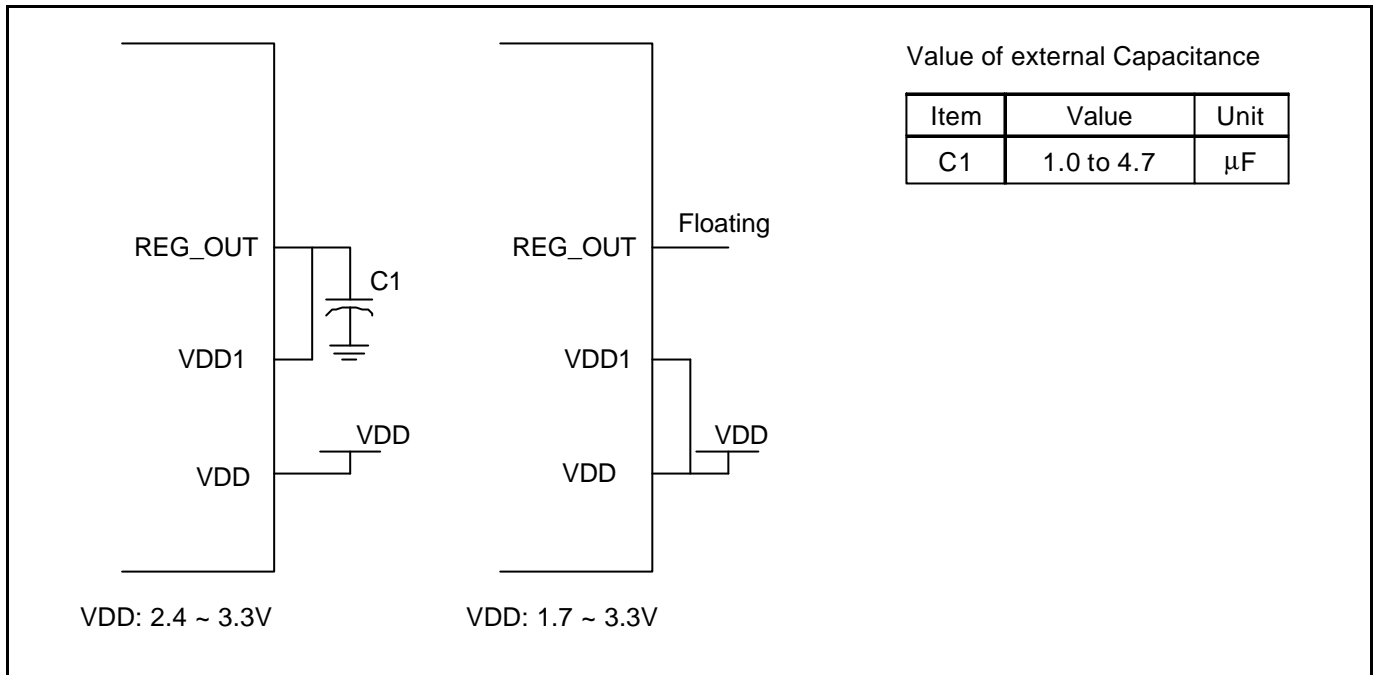 REG_OUT
C1
VDD1
VDD
VDD
VDD: 2.4 ~ 3.3V
Floating
REG_OUT
VDD1
VDD
VDD
VDD: 1.7 ~ 3.3V
Value of external Capacitance
Item Value Unit
C1 1.0 to 4.7 μF